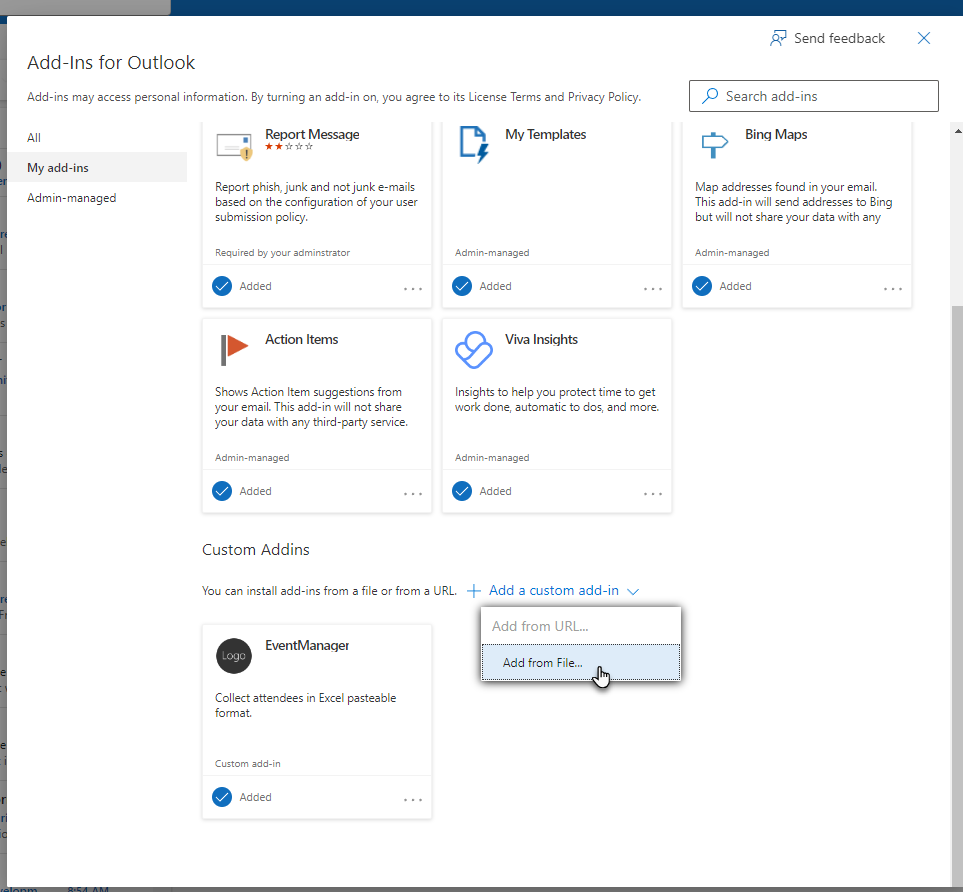 Send feedback
Add-Ins for Outlook
Add-ins may access personal information. By turning an add-in on, you agree to its License Terms and Privacy Policy.
Search add-ins
All
My add-ins
Admin-managed
Report Message
Report phish, junk and not junk e-mails
based on the configuration of your user
submission policy.
Required by your adminstrator
Added
My Templates
Admin-managed
Added
Bing Maps
Map addresses found in your email.
This add-in will send addresses to Bing
but will not share your data with any
Admin-managed
Added
Action Items
Shows Action Item suggestions from
your email. This add-in will not share
your data with any third-party service.
Admin-managed
Added
Viva Insights
Insights to help you protect time to get
work done, automatic to dos, and more.
Admin-managed
Added
Custom Addins
You can install add-ins from a file or from a URL.
Add a custom add-in
Add from URL...
Add from File...
Logo
EventManager
Collect attendees in Excel pasteable
format.
Custom add-in
Added
8:54 AM